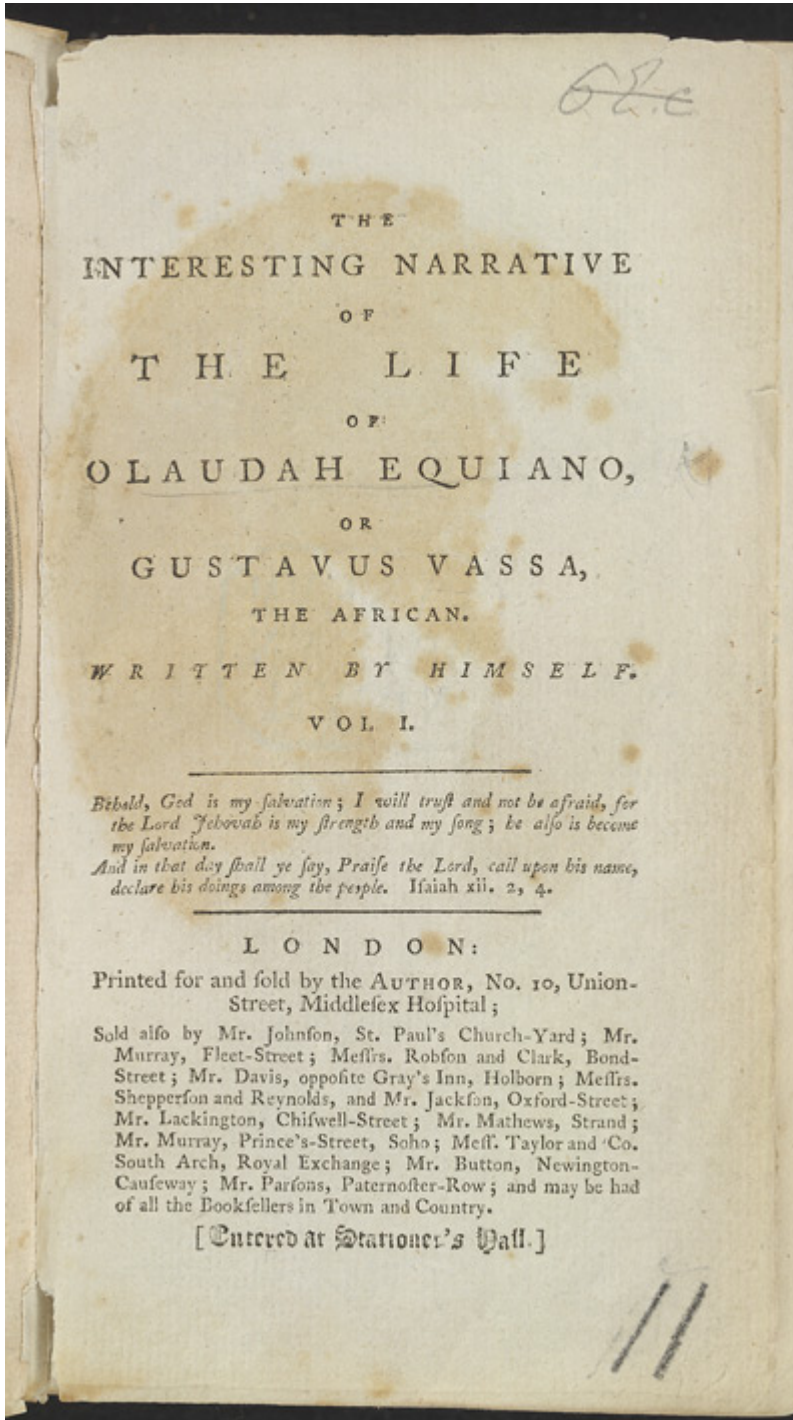 THE
INTERESTING NARRATIVE
OF
THE LIFE
OF
OLAUDAH EQUIANO,
OR
GUSTAVUS VASSA,
THE AFRICAN.
WRITTEN BY HIMSELF.
VOL I.
Behold, God is my ſalvation; I will truſt and not be afraid, for
the Lord Jehovah is my ſtrength and my ſong; he alſo is become
my ſalvation.
And in that day ſhall ye ſay, Praiſe the Lord, call upon his name,
declare his doings among the people. Iſaiah xii. 2, 4.
LONDON:
Printed for and ſold by the AUTHOR, No. 10, Union-
Street, Middleſex Hoſpital;
Sold alſo by Mr. Johnſon, St. Paul's Church-Yard; Mr.
Murray, Fleet-Street; Meſſrs. Robſon and Clark, Bond-
Street; Mr. Davis, oppoſite Gray's Inn, Holborn; Meſſrs.
Shepperſon and Reynolds, and Mr. Jackſon, Oxford-Street;
Mr. Lackington, Chiſwell-Street; Mr. Mathews, Strand;
Mr. Murray, Prince's-Street, Soho; Meſſ. Taylor and Co.
South Arch, Royal Exchange; Mr. Button, Newington-
Cauſeway; Mr. Parſons, Paternoſter-Row; and may be had
of all the Bookſellers in Town and Country.
[Entered at Stationer's Hall.]
11